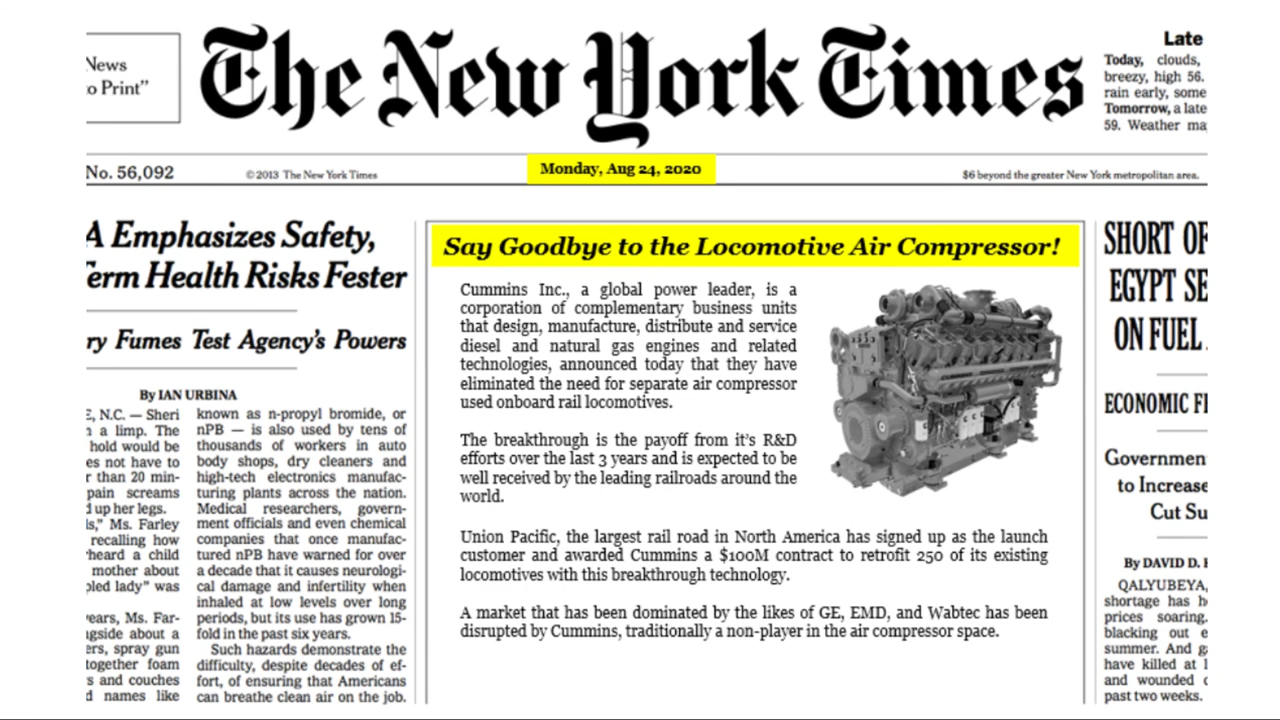 News
to Print”
The New York Times
Late
Today, clouds,
breezy, high 56.
rain early, some
Tomorrow, a late
59. Weather ma
No. 56,092
©2013 The New York Times
Monday, Aug 24, 2020
$6 beyond the greater New York metropolitan area.
A Emphasizes Safety,
Term Health Risks Fester
ry Fumes Test Agency’s Powers
By IAN URBINA
E, N.C. — Sheri
a limp. The
hold would be
es not have to
r than 20 min-
pain screams
d up her legs.
ls,” Ms. Farley
recalling how
heard a child
mother about
pled lady” was
years, Ms. Far-
ngside about a
ers, spray gun
together foam
s and couches
d names like
known as n-propyl bromide, or
nPB — is also used by tens of
thousands of workers in auto
body shops, dry cleaners and
high-tech electronics manufac-
turing plants across the nation.
Medical researchers, govern-
ment officials and even chemical
companies that once manufac-
tured nPB have warned for over
a decade that it causes neurologi-
cal damage and infertility when
inhaled at low levels over long
periods, but its use has grown 15-
fold in the past six years.
Such hazards demonstrate the
difficulty, despite decades of ef-
fort, of ensuring that Americans
can breathe clean air on the job.
Say Goodbye to the Locomotive Air Compressor!
Cummins Inc., a global power leader, is a
corporation of complementary business units
that design, manufacture, distribute and service
diesel and natural gas engines and related
technologies, announced today that they have
eliminated the need for separate air compressor
used onboard rail locomotives.
The breakthrough is the payoff from it’s R&D
efforts over the last 3 years and is expected to be
well received by the leading railroads around the
world.
Union Pacific, the largest rail road in North America has signed up as the launch
customer and awarded Cummins a $100M contract to retrofit 250 of its existing
locomotives with this breakthrough technology.
A market that has been dominated by the likes of GE, EMD, and Wabtec has been
disrupted by Cummins, traditionally a non-player in the air compressor space.
SHORT OF
EGYPT SE
ON FUEL
ECONOMIC F
Governmen
to Increase
Cut Su
By DAVID D.
QALYUBEYA,
shortage has h
prices soaring.
blacking out e
summer. And ga
have killed at l
and wounded
past two weeks.